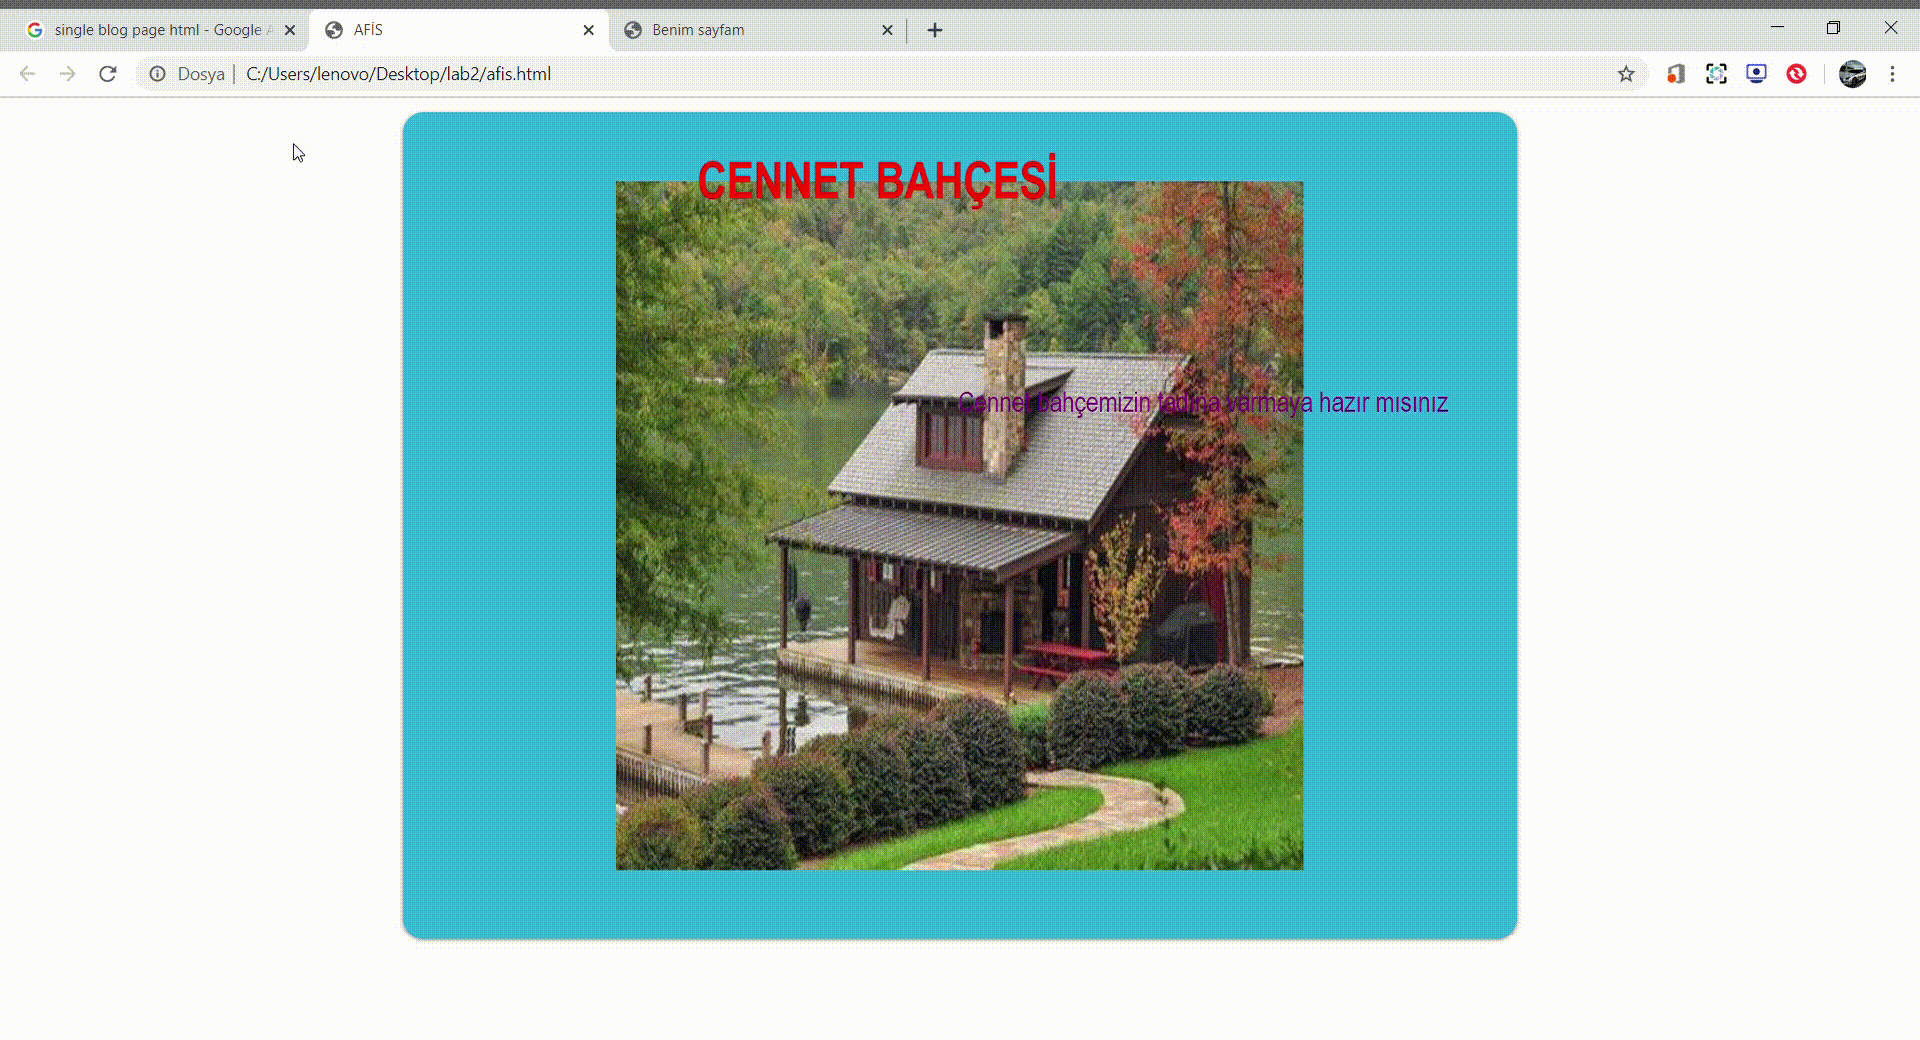 single blog page html - Google
AFİS
Benim sayfam
Dosya
C:/Users/lenovo/Desktop/lab2/afis.html
CENNET BAHÇESİ
Cennet bahçemizin tadına varmaya hazır mısınız